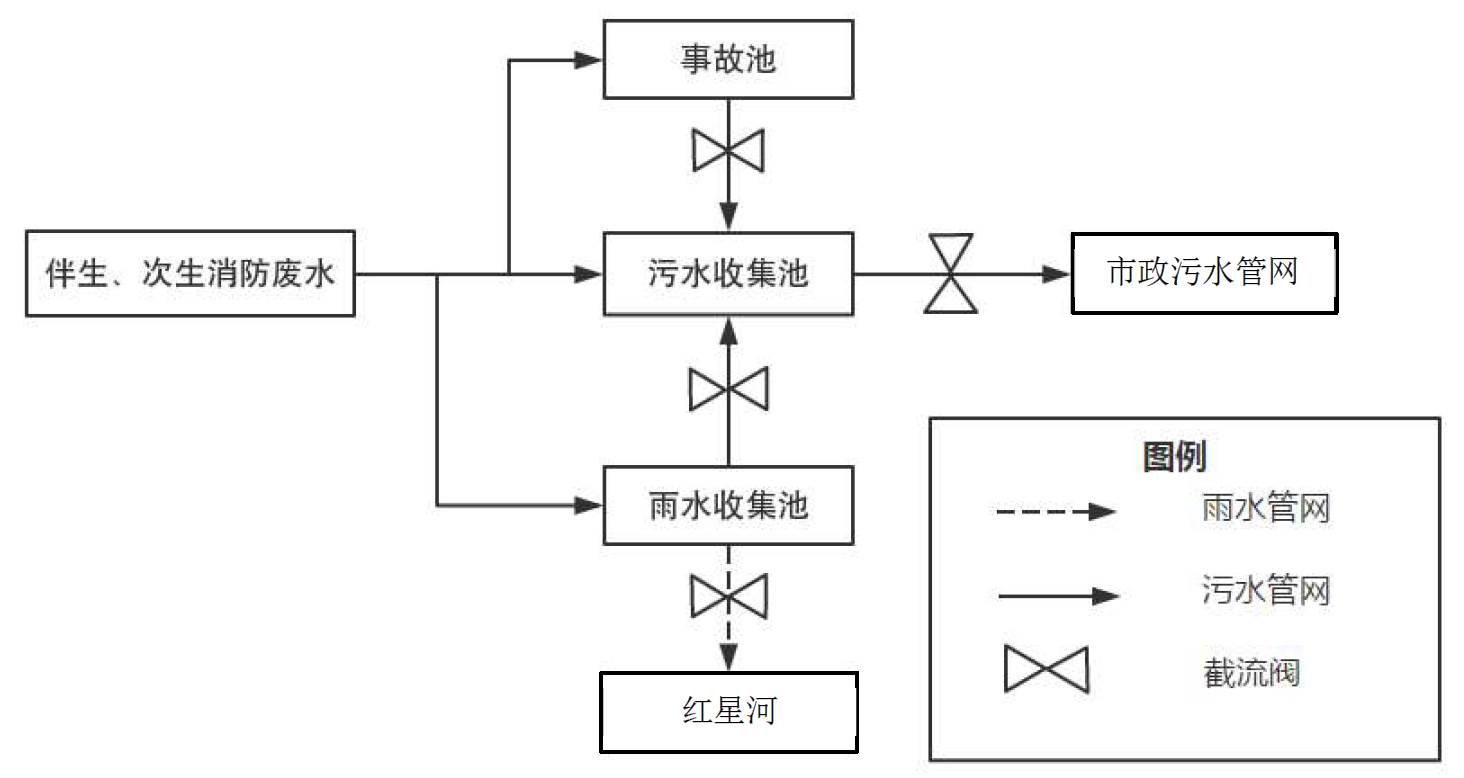 事故池
伴生、次生消防废水
污水收集池
市政污水管网
雨水收集池
红星河
图例
雨水管网
污水管网
截流阀